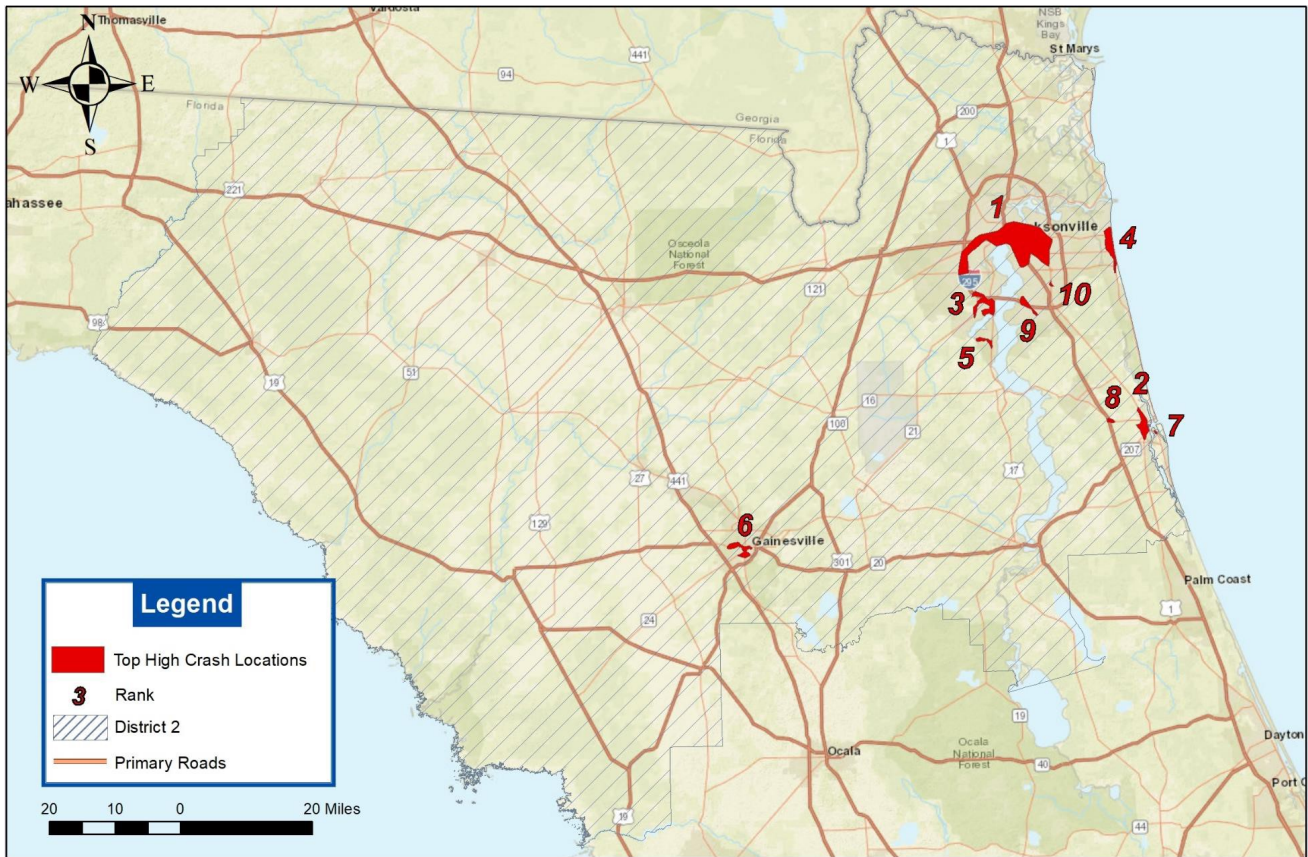 Thomasville
Valdosta
N
W
E
S
NSB
Kings
Bay
St Marys
441
94
Florida
Georgia
Florida
200
1
221
ahassee
1
ksonville
4
Osceola
National
Forest
295
121
3
10
9
98
5
19
51
16
2
8
7
100
21
207
17
27
441
129
6
Gainesville
301
20
Palm Coast
1
24
Legend
Top High Crash Locations
3 Rank
District 2
Primary Roads
19
Ocala
Ocala
National
Forest
40
Dayton
Port
19
44
20 10 0 20 Miles